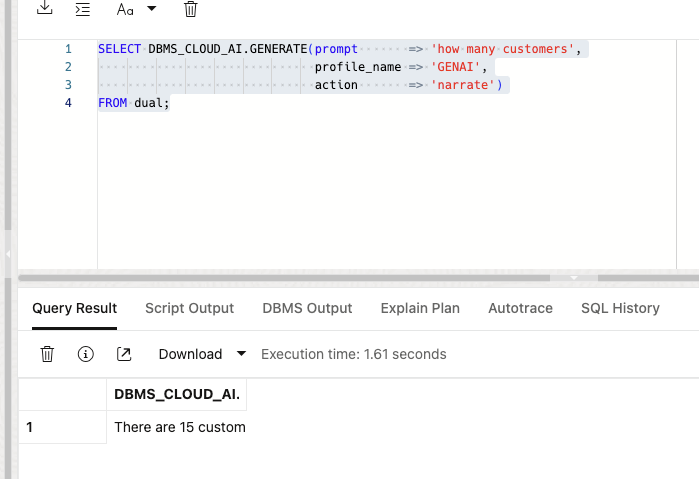 Aa
1 SELECT DBMS_CLOUD_AI.GENERATE(prompt => 'how many customers',
2 profile_name => 'GENAI',
3 action => 'narrate')
4 FROM dual;
Query Result Script Output DBMS Output Explain Plan Autotrace SQL History
Download Execution time: 1.61 seconds
DBMS_CLOUD_AI.
1 There are 15 custom